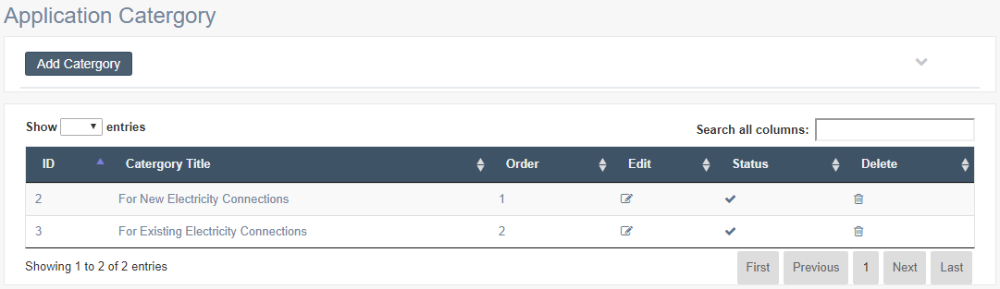 Application Catergory
Add Catergory
Show entries
Search all columns:
ID Catergory Title Order Edit Status Delete
2 For New Electricity Connections 1
3 For Existing Electricity Connections 2
Showing 1 to 2 of 2 entries
First Previous 1 Next Last